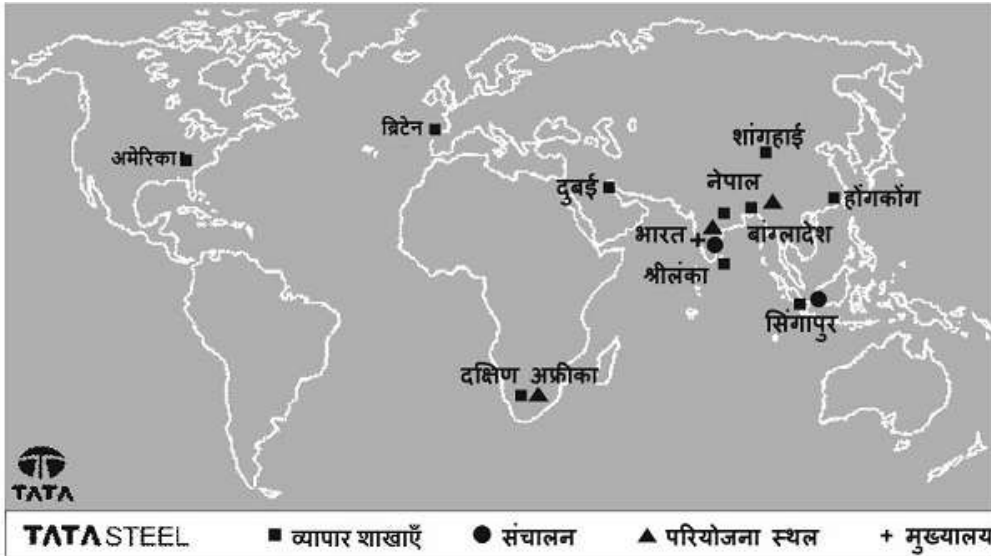 ब्रिटेन
अमेरिका
शांगहाई
दुबई
नेपाल
होंगकोंग
भारत
बांग्लादेश
श्रीलंका
सिंगापुर
दक्षिण अफ्रीका
TATA
TATA STEEL
व्यापार शाखाएँ
संचालन
परियोजना स्थल
मुख्यालय